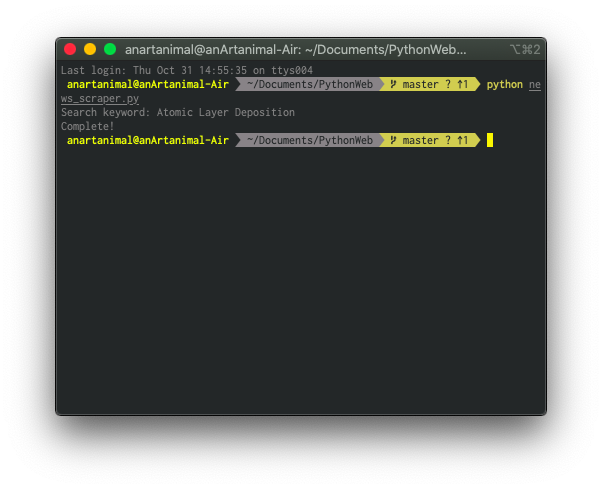 anartanimal@anArtanimal-Air: ~/Documents/PythonWeb... ⌥⌘2
Last login: Thu Oct 31 14:55:35 on ttys004
anartanimal@anArtanimal-Air ~/Documents/PythonWeb master ? ↑1 python ne
ws_scraper.py
Search keyword: Atomic Layer Deposition
Complete!
anartanimal@anArtanimal-Air ~/Documents/PythonWeb master ? ↑1